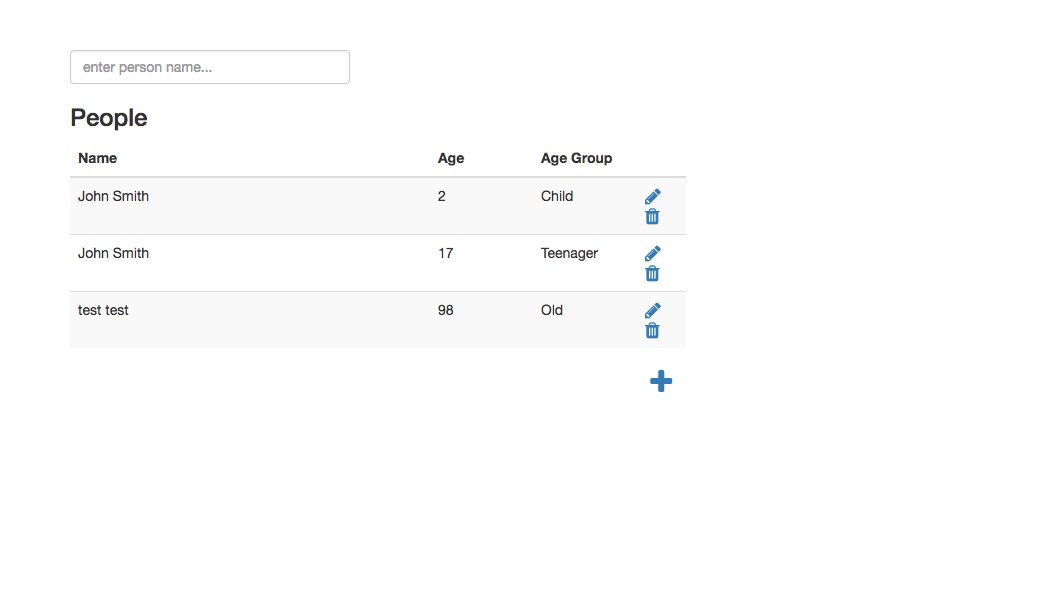 enter person name...
People
Name Age Age Group
John Smith 2 Child
John Smith 17 Teenager
test test 98 Old